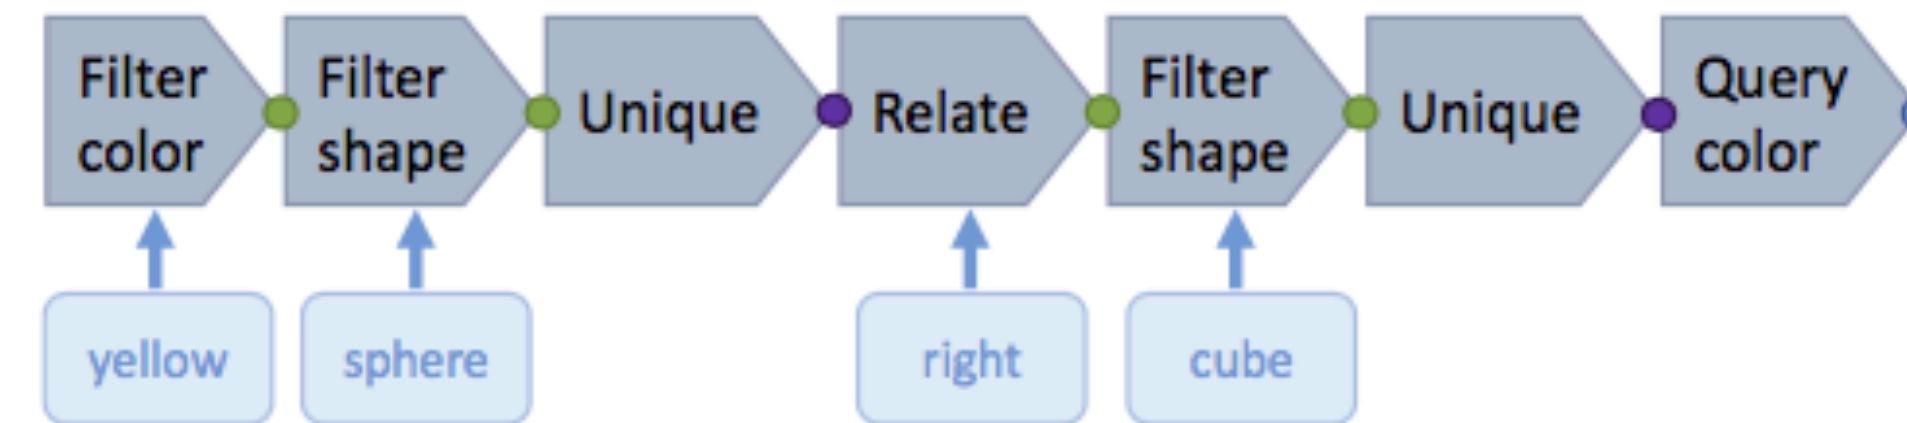 Filter
color
Filter
shape
Unique
Relate
Filter
shape
Unique
Query
color
yellow
sphere
right
cube